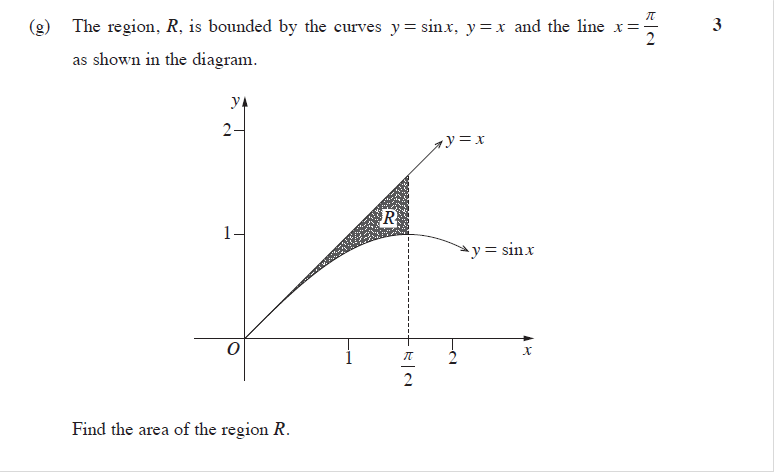 (g) The region, R, is bounded by the curves y = sin x, y = x and the line x = π/2 3
as shown in the diagram.
y
2
y = x
R
1
y = sin x
O
1
π/2
2
x
Find the area of the region R.